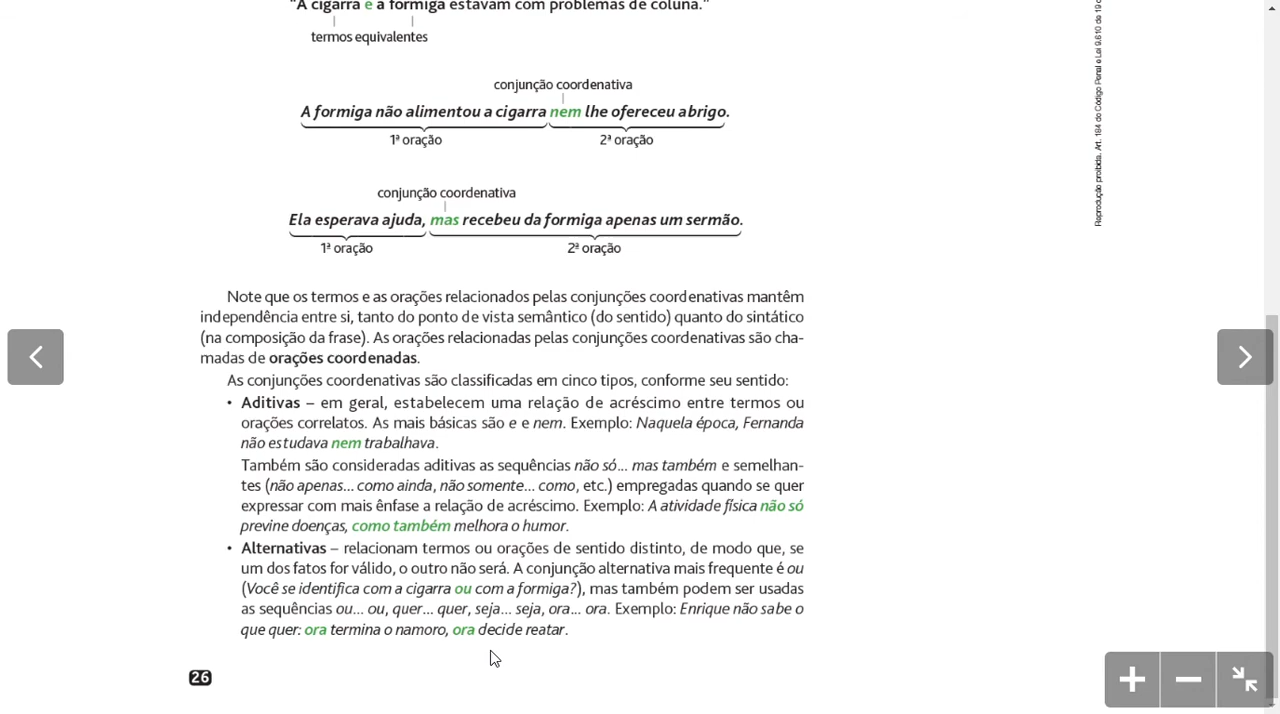 "A cigarra e a formiga estavam com problemas de coluna."
termos equivalentes
conjunção coordenativa
A formiga não alimentou a cigarra nem lhe ofereceu abrigo.
1ª oração 2ª oração
conjunção coordenativa
Ela esperava ajuda, mas recebeu da formiga apenas um sermão.
1ª oração 2ª oração
Note que os termos e as orações relacionados pelas conjunções coordenativas mantêm
independência entre si, tanto do ponto de vista semântico (do sentido) quanto do sintático
(na composição da frase). As orações relacionadas pelas conjunções coordenativas são cha-
madas de orações coordenadas.
As conjunções coordenativas são classificadas em cinco tipos, conforme seu sentido:
• Aditivas – em geral, estabelecem uma relação de acréscimo entre termos ou
orações correlatos. As mais básicas são e e nem. Exemplo: Naquela época, Fernanda
não estudava nem trabalhava.
Também são consideradas aditivas as sequências não só... mas também e semelhan-
tes (não apenas... como ainda, não somente... como, etc.) empregadas quando se quer
expressar com mais ênfase a relação de acréscimo. Exemplo: A atividade física não só
previne doenças, como também melhora o humor.
• Alternativas – relacionam termos ou orações de sentido distinto, de modo que, se
um dos fatos for válido, o outro não será. A conjunção alternativa mais frequente é ou
(Você se identifica com a cigarra ou com a formiga?), mas também podem ser usadas
as sequências ou... ou, quer... quer, seja... seja, ora... ora. Exemplo: Enrique não sabe o
que quer: ora termina o namoro, ora decide reatar.
26
Reprodução proibida. Art. 184 do Código Penal e Lei 9.610 de 19